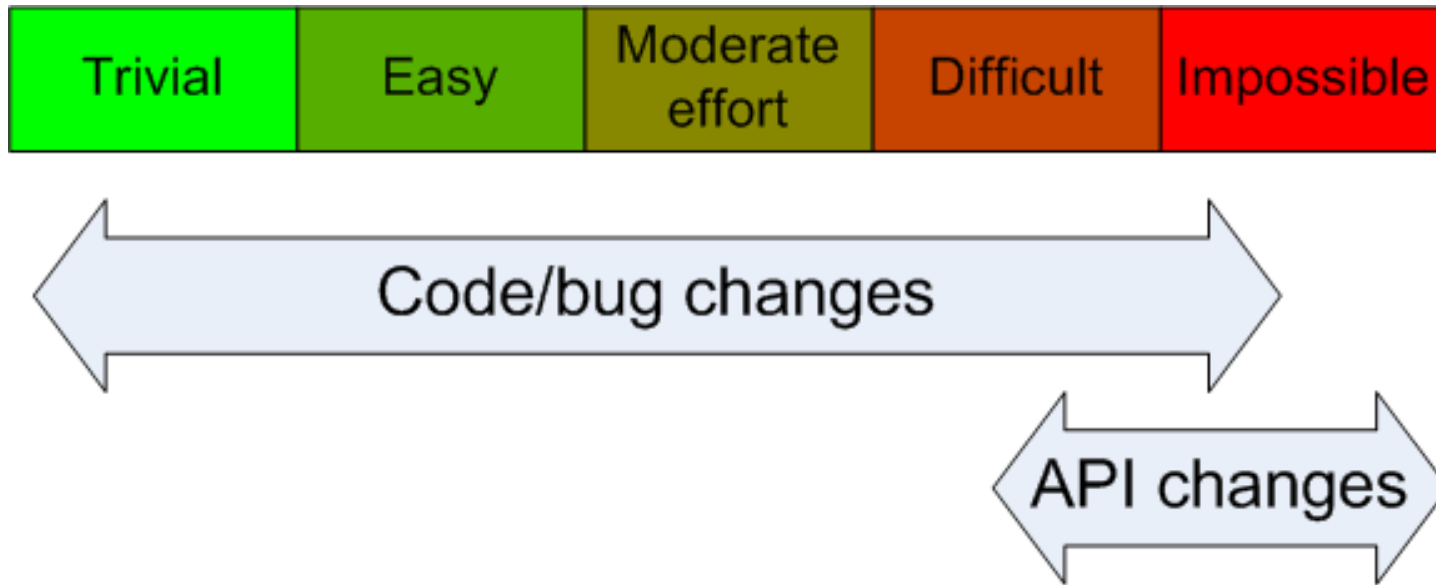 Trivial
Easy
Moderate
effort
Difficult
Impossible
Code/bug changes
API changes